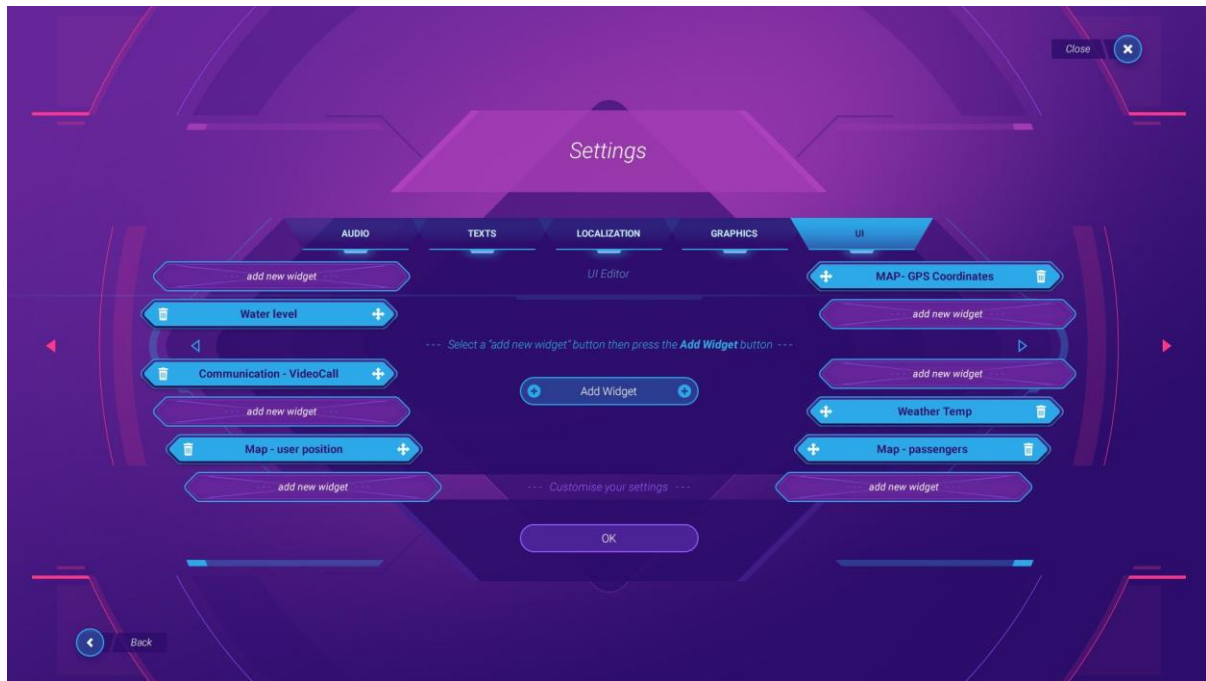 Close
Settings
AUDIO TEXTS LOCALIZATION GRAPHICS UI
add new widget UI Editor MAP- GPS Coordinates
Water level add new widget
--- Select a "add new widget" button then press the Add Widget button ---
Communication - VideoCall add new widget
Add Widget
add new widget Weather Temp
Map - user position Map - passengers
add new widget --- Customise your settings --- add new widget
OK
Back